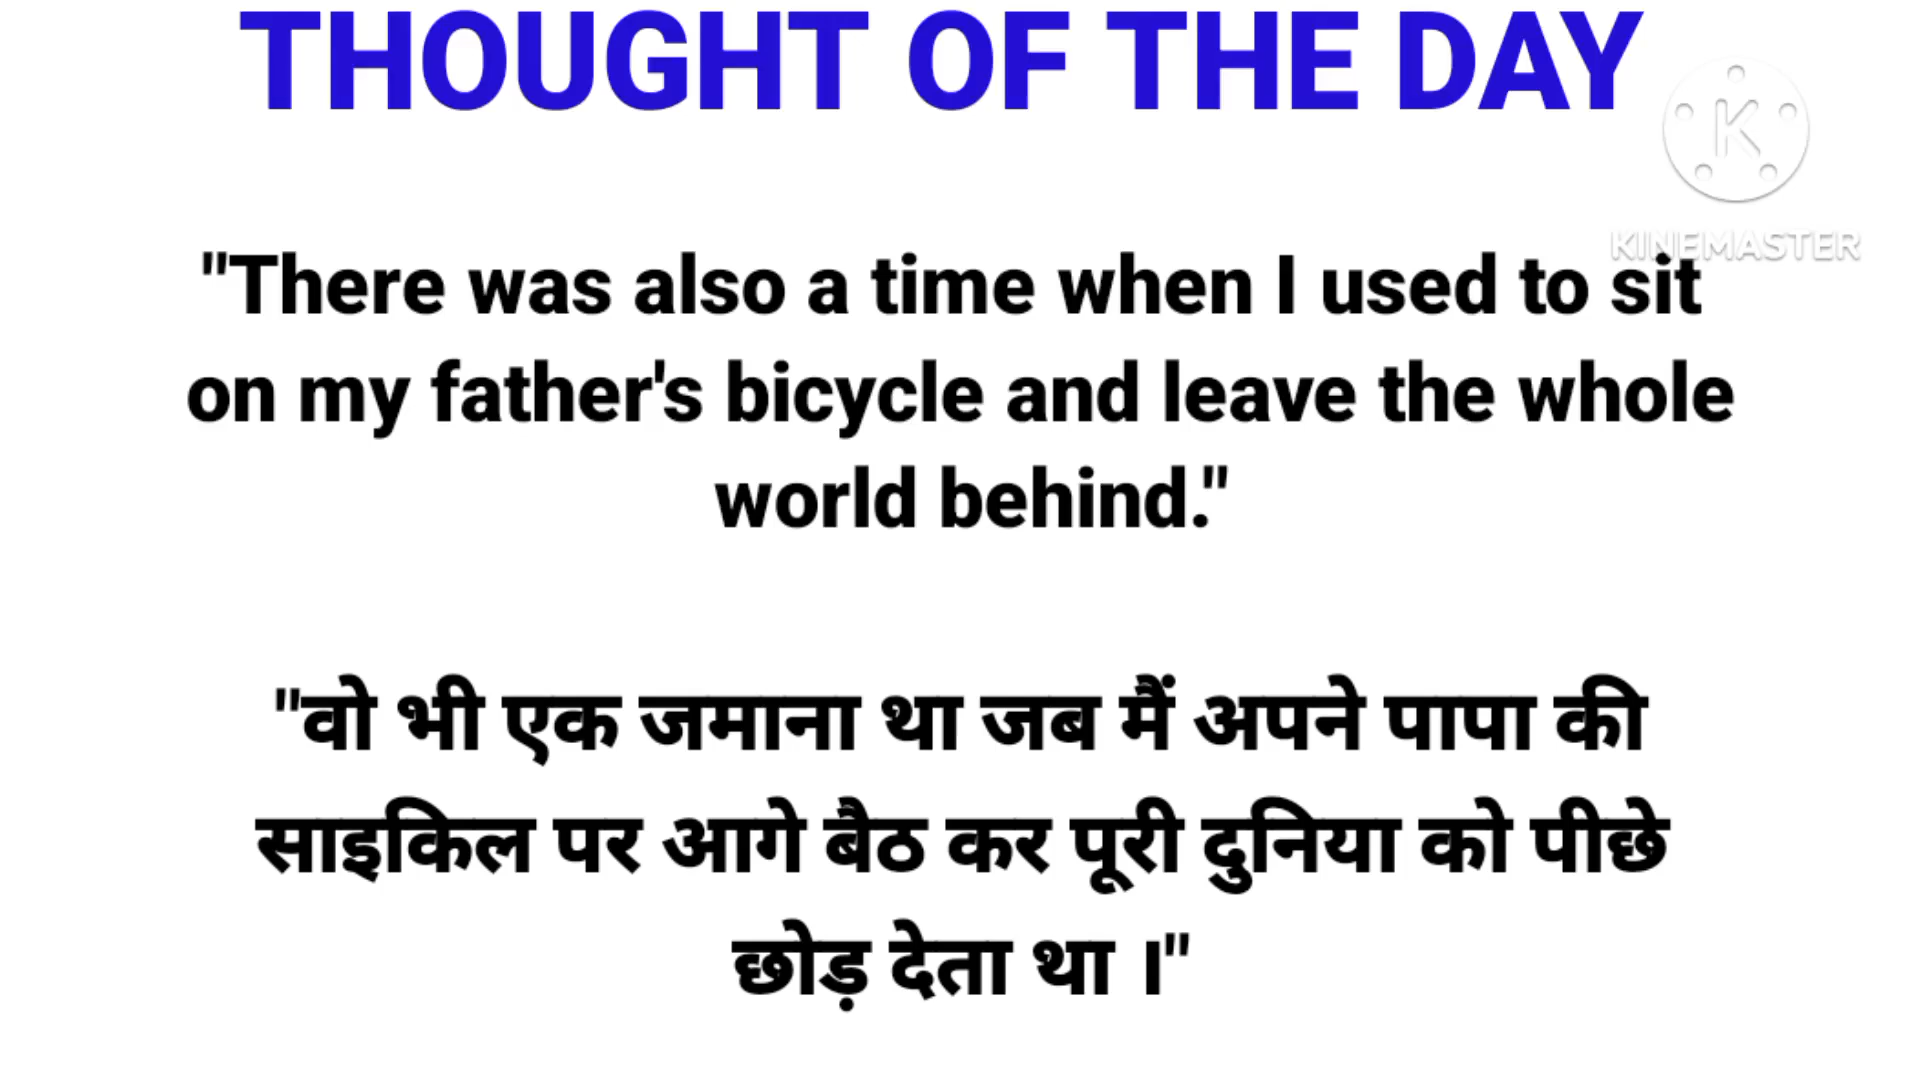 THOUGHT OF THE DAY
K
KINEMASTER
"There was also a time when I used to sit
on my father's bicycle and leave the whole
world behind."
"वो भी एक जमाना था जब मैं अपने पापा की
साइकिल पर आगे बैठ कर पूरी दुनिया को पीछे
छोड़ देता था ।"